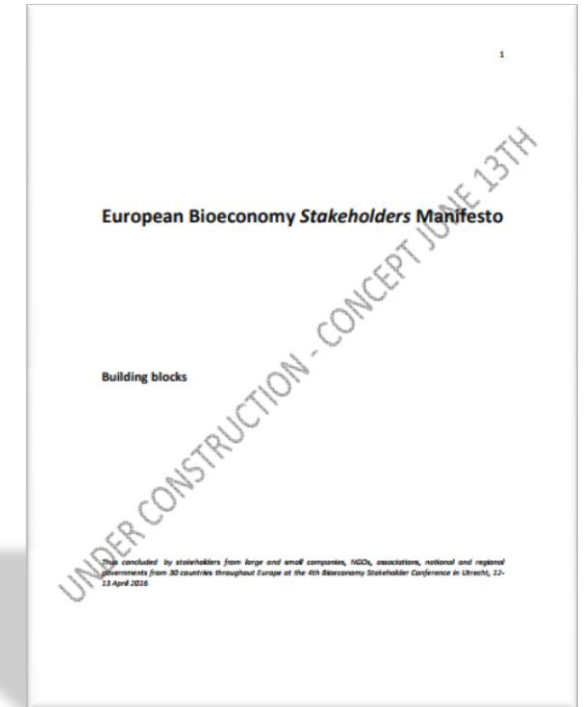 1
European Bioeconomy Stakeholders Manifesto
UNDER CONSTRUCTION - CONCEPT JUNE 13TH
Building blocks
Thus concluded by stakeholders from large and small companies, NGOs, associations, national and regional
governments from 30 countries throughout Europe at the 4th Bioeconomy Stakeholder Conference in Utrecht, 12-
13 April 2016